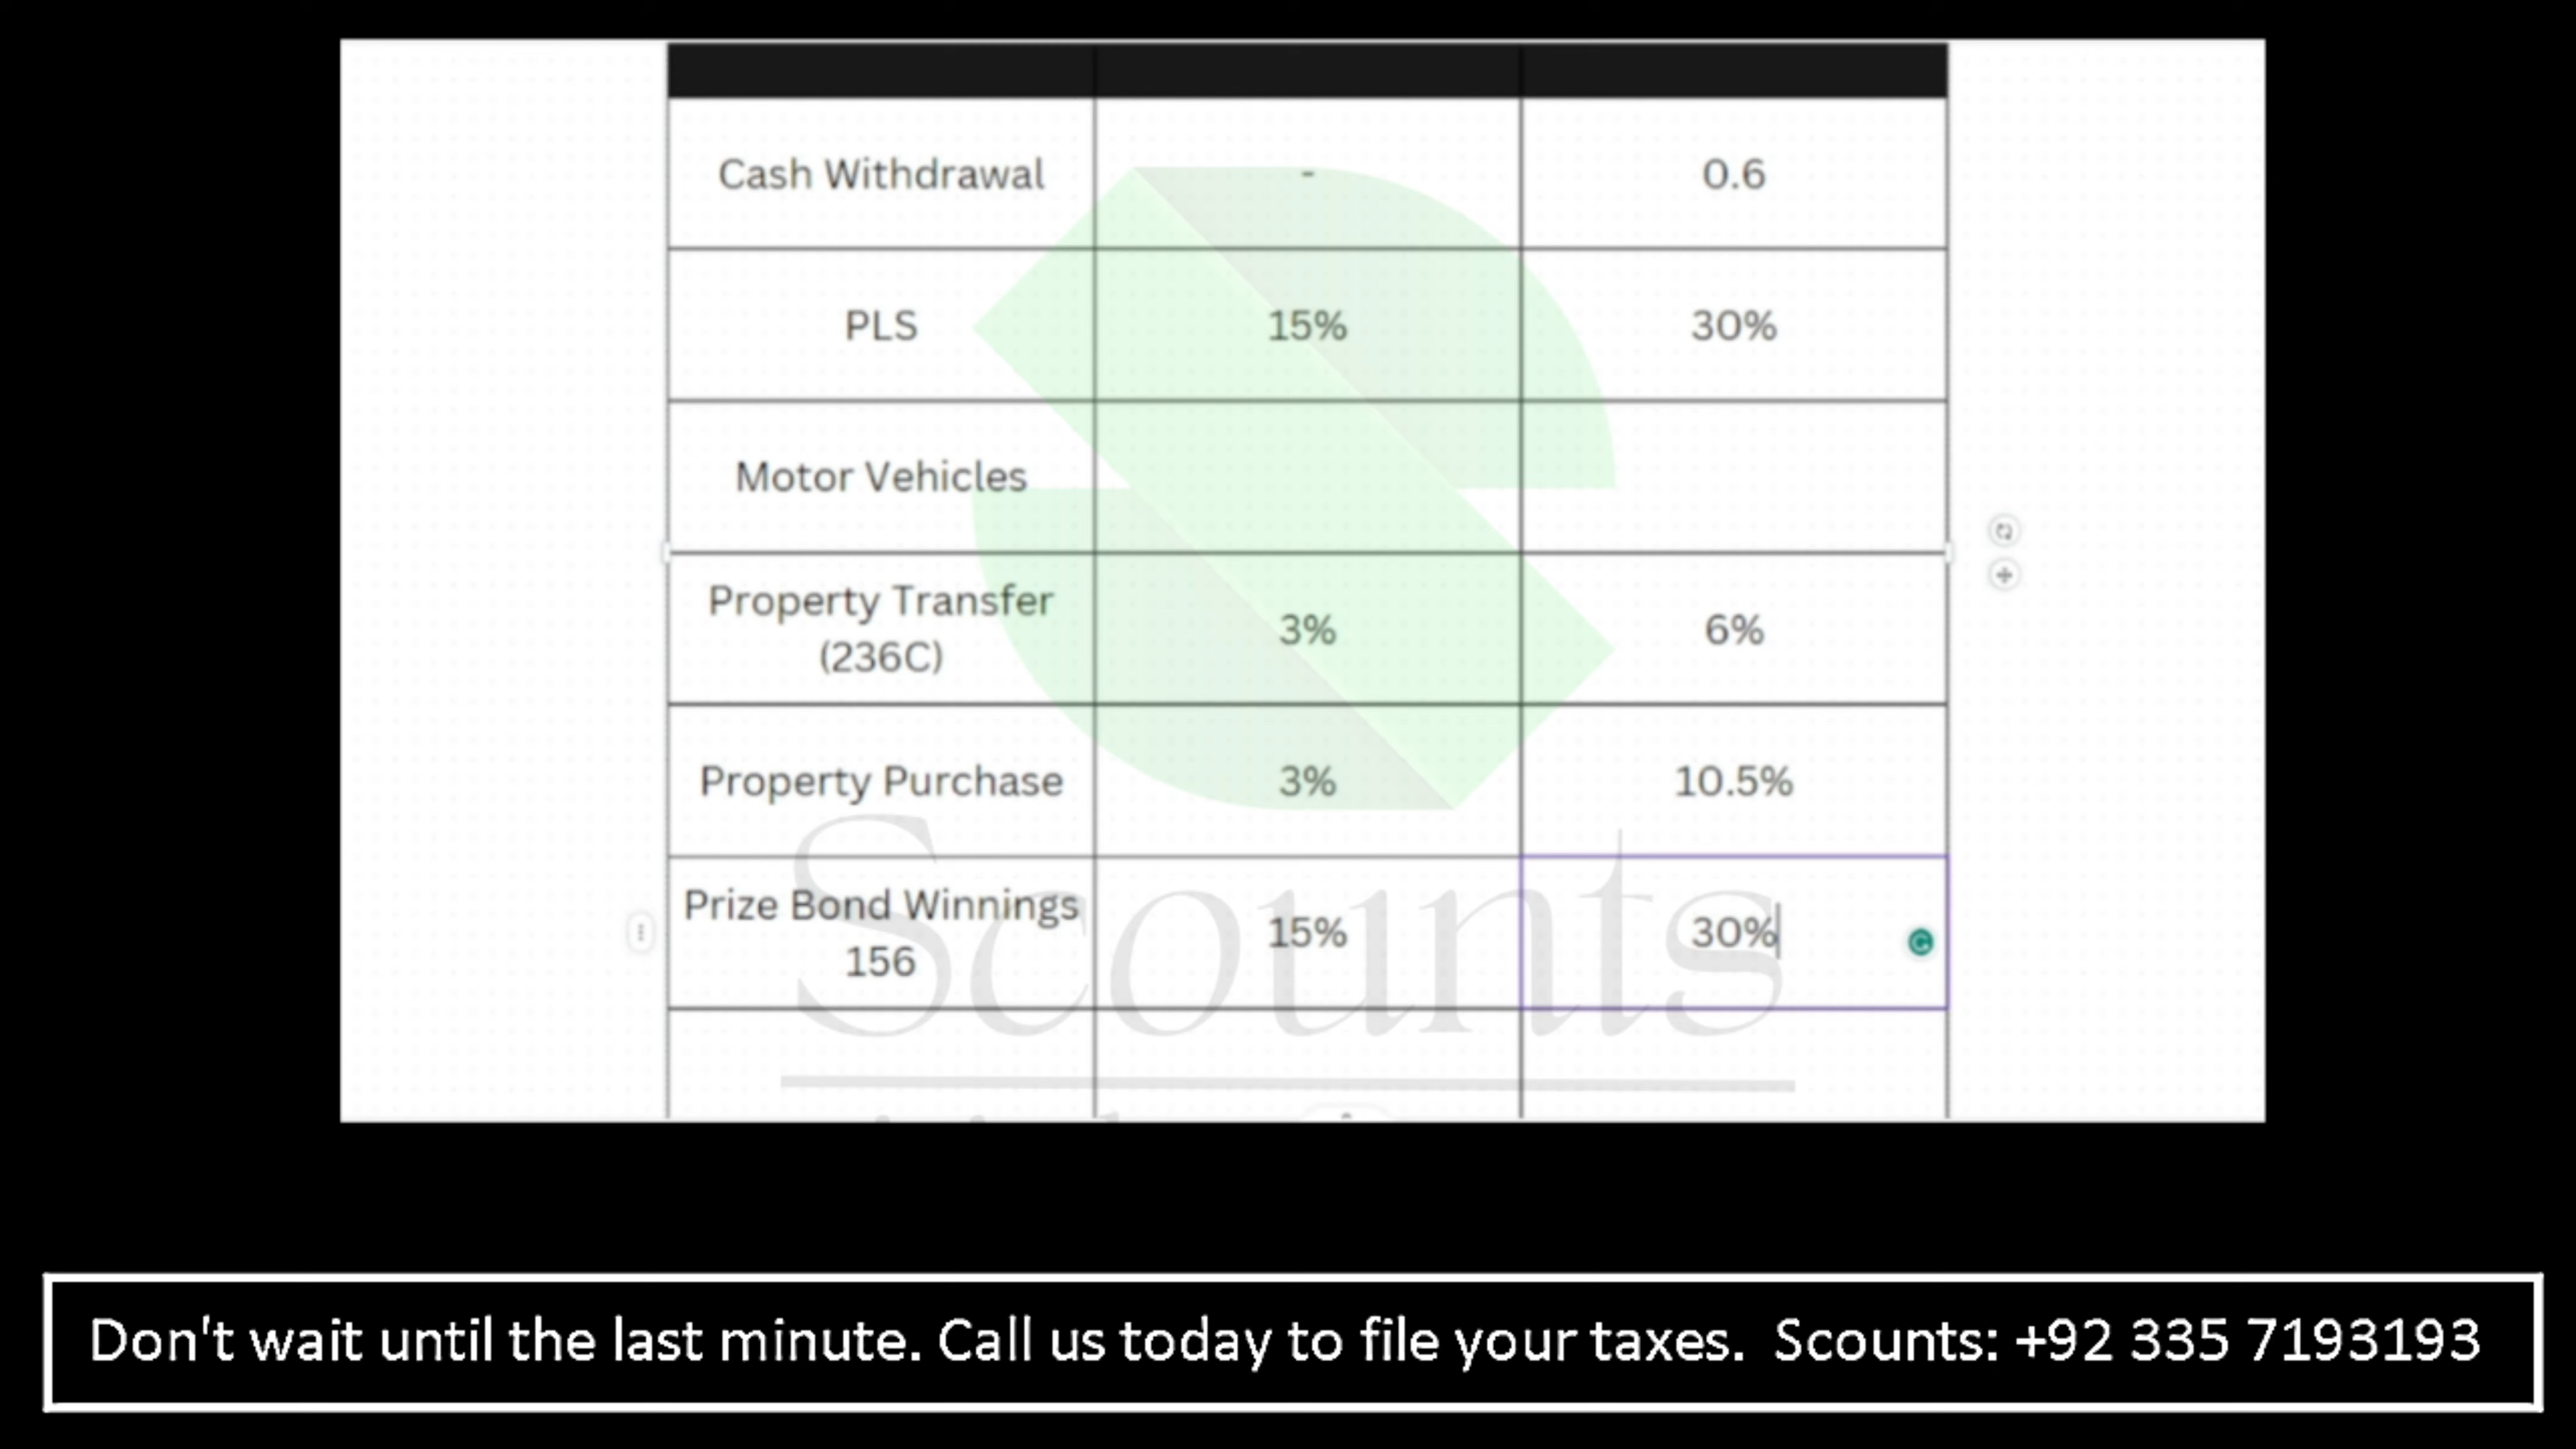 Cash Withdrawal - 0.6
PLS 15% 30%
Motor Vehicles
Property Transfer
(236C) 3% 6%
Property Purchase 3% 10.5%
Prize Bond Winnings
156 15% 30%
Scounts
Don't wait until the last minute. Call us today to file your taxes. Scounts: +92 335 7193193